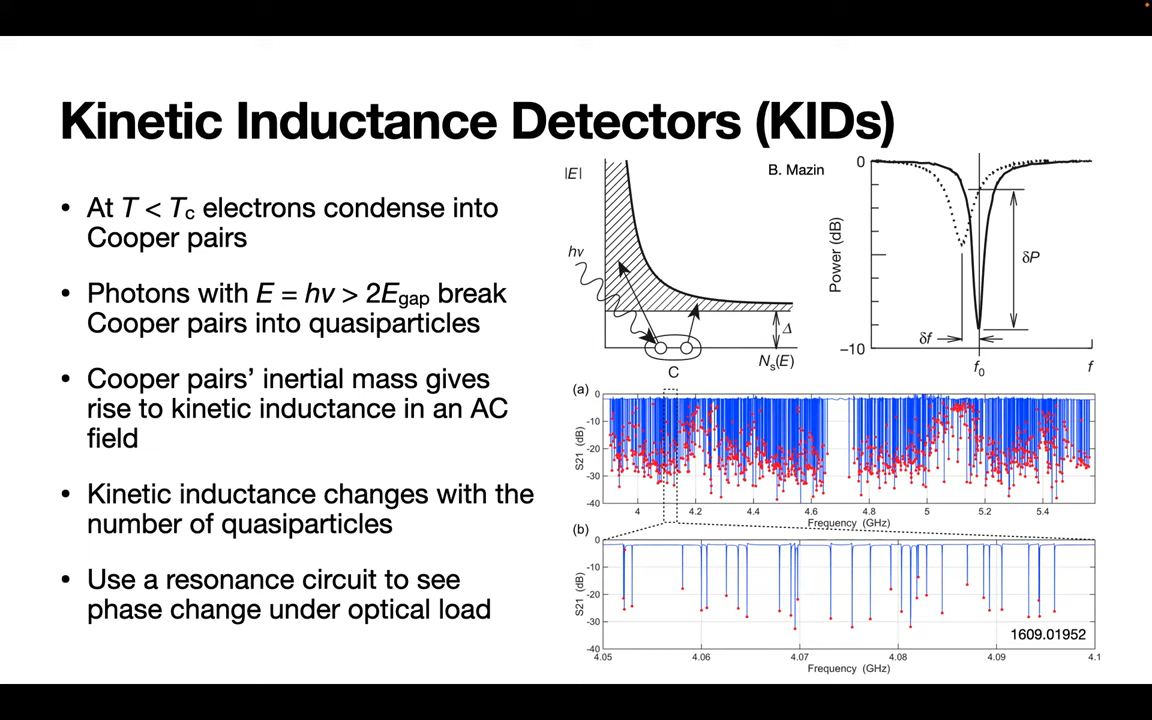 Kinetic Inductance Detectors (KIDs)
• At T < Tc electrons condense into
Cooper pairs
• Photons with E = hν > 2Egap break
Cooper pairs into quasiparticles
• Cooper pairs’ inertial mass gives
rise to kinetic inductance in an AC
field
• Kinetic inductance changes with the
number of quasiparticles
• Use a resonance circuit to see
phase change under optical load
|E|
hν
Δ
Ns(E)
C
B. Mazin
0
Power (dB)
δP
δf
−10
f0
f
(a)
0
-10
-20
-30
-40
S21 (dB)
4 4.2 4.4 4.6 4.8 5 5.2 5.4
Frequency (GHz)
(b)
0
-10
-20
-30
-40
S21 (dB)
1609.01952
4.05 4.06 4.07 4.08 4.09 4.1
Frequency (GHz)